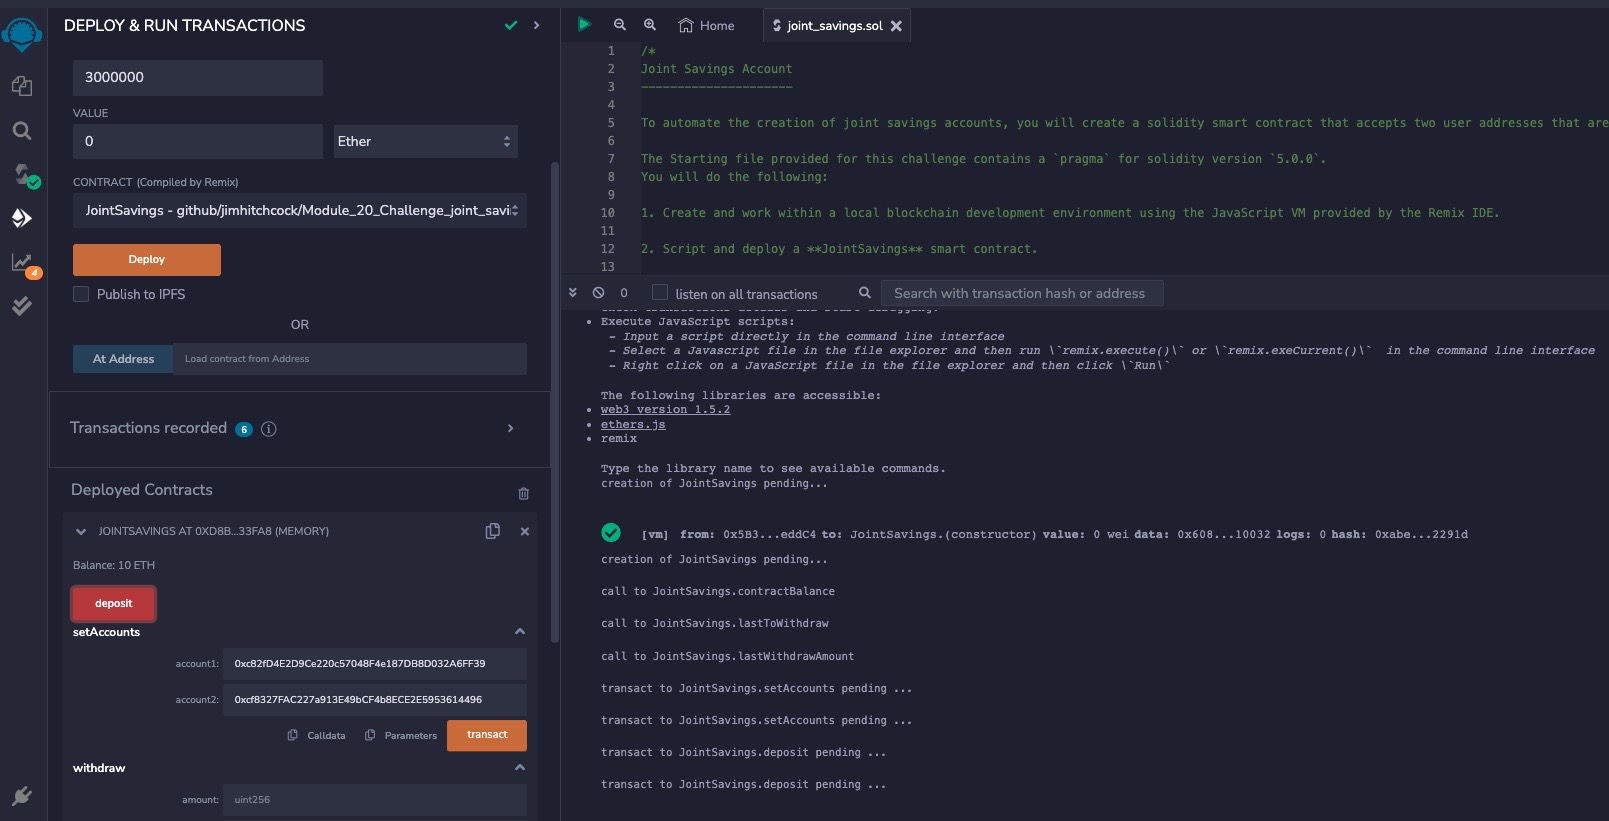 DEPLOY & RUN TRANSACTIONS
3000000
VALUE
0
Ether
CONTRACT (Compiled by Remix)
JointSavings - github/jimhitchcock/Module_20_Challenge_joint_savi
Deploy
Publish to IPFS
OR
At Address
Load contract from Address
Transactions recorded 6 i
Deployed Contracts
JOINTSAVINGS AT 0XD8B...33FA8 (MEMORY)
Balance: 10 ETH
deposit
setAccounts
account1: 0xc82fD4E2D9Ce220c57048F4e187DB8D032A6FF39
account2: 0xcf8327FAC227a913E49bCF4b8ECE2E5953614496
Calldata
Parameters
transact
withdraw
amount: uint256
4
Home
joint_savings.sol
1 /*
2 Joint Savings Account
3 ---------------------
4
5 To automate the creation of joint savings accounts, you will create a solidity smart contract that accepts two user addresses that are
6
7 The Starting file provided for this challenge contains a `pragma` for solidity version `5.0.0`.
8 You will do the following:
9
10 1. Create and work within a local blockchain development environment using the JavaScript VM provided by the Remix IDE.
11
12 2. Script and deploy a **JointSavings** smart contract.
13
0
listen on all transactions
Search with transaction hash or address
• Execute JavaScript scripts:
- Input a script directly in the command line interface
- Select a Javascript file in the file explorer and then run \`remix.execute()\` or \`remix.exeCurrent()\` in the command line interface
- Right click on a JavaScript file in the file explorer and then click \`Run\`
The following libraries are accessible:
• web3 version 1.5.2
• ethers.js
• remix
Type the library name to see available commands.
creation of JointSavings pending...
[vm] from: 0x5B3...eddC4 to: JointSavings.(constructor) value: 0 wei data: 0x608...10032 logs: 0 hash: 0xabe...2291d
creation of JointSavings pending...
call to JointSavings.contractBalance
call to JointSavings.lastToWithdraw
call to JointSavings.lastWithdrawAmount
transact to JointSavings.setAccounts pending ...
transact to JointSavings.setAccounts pending ...
transact to JointSavings.deposit pending ...
transact to JointSavings.deposit pending ...